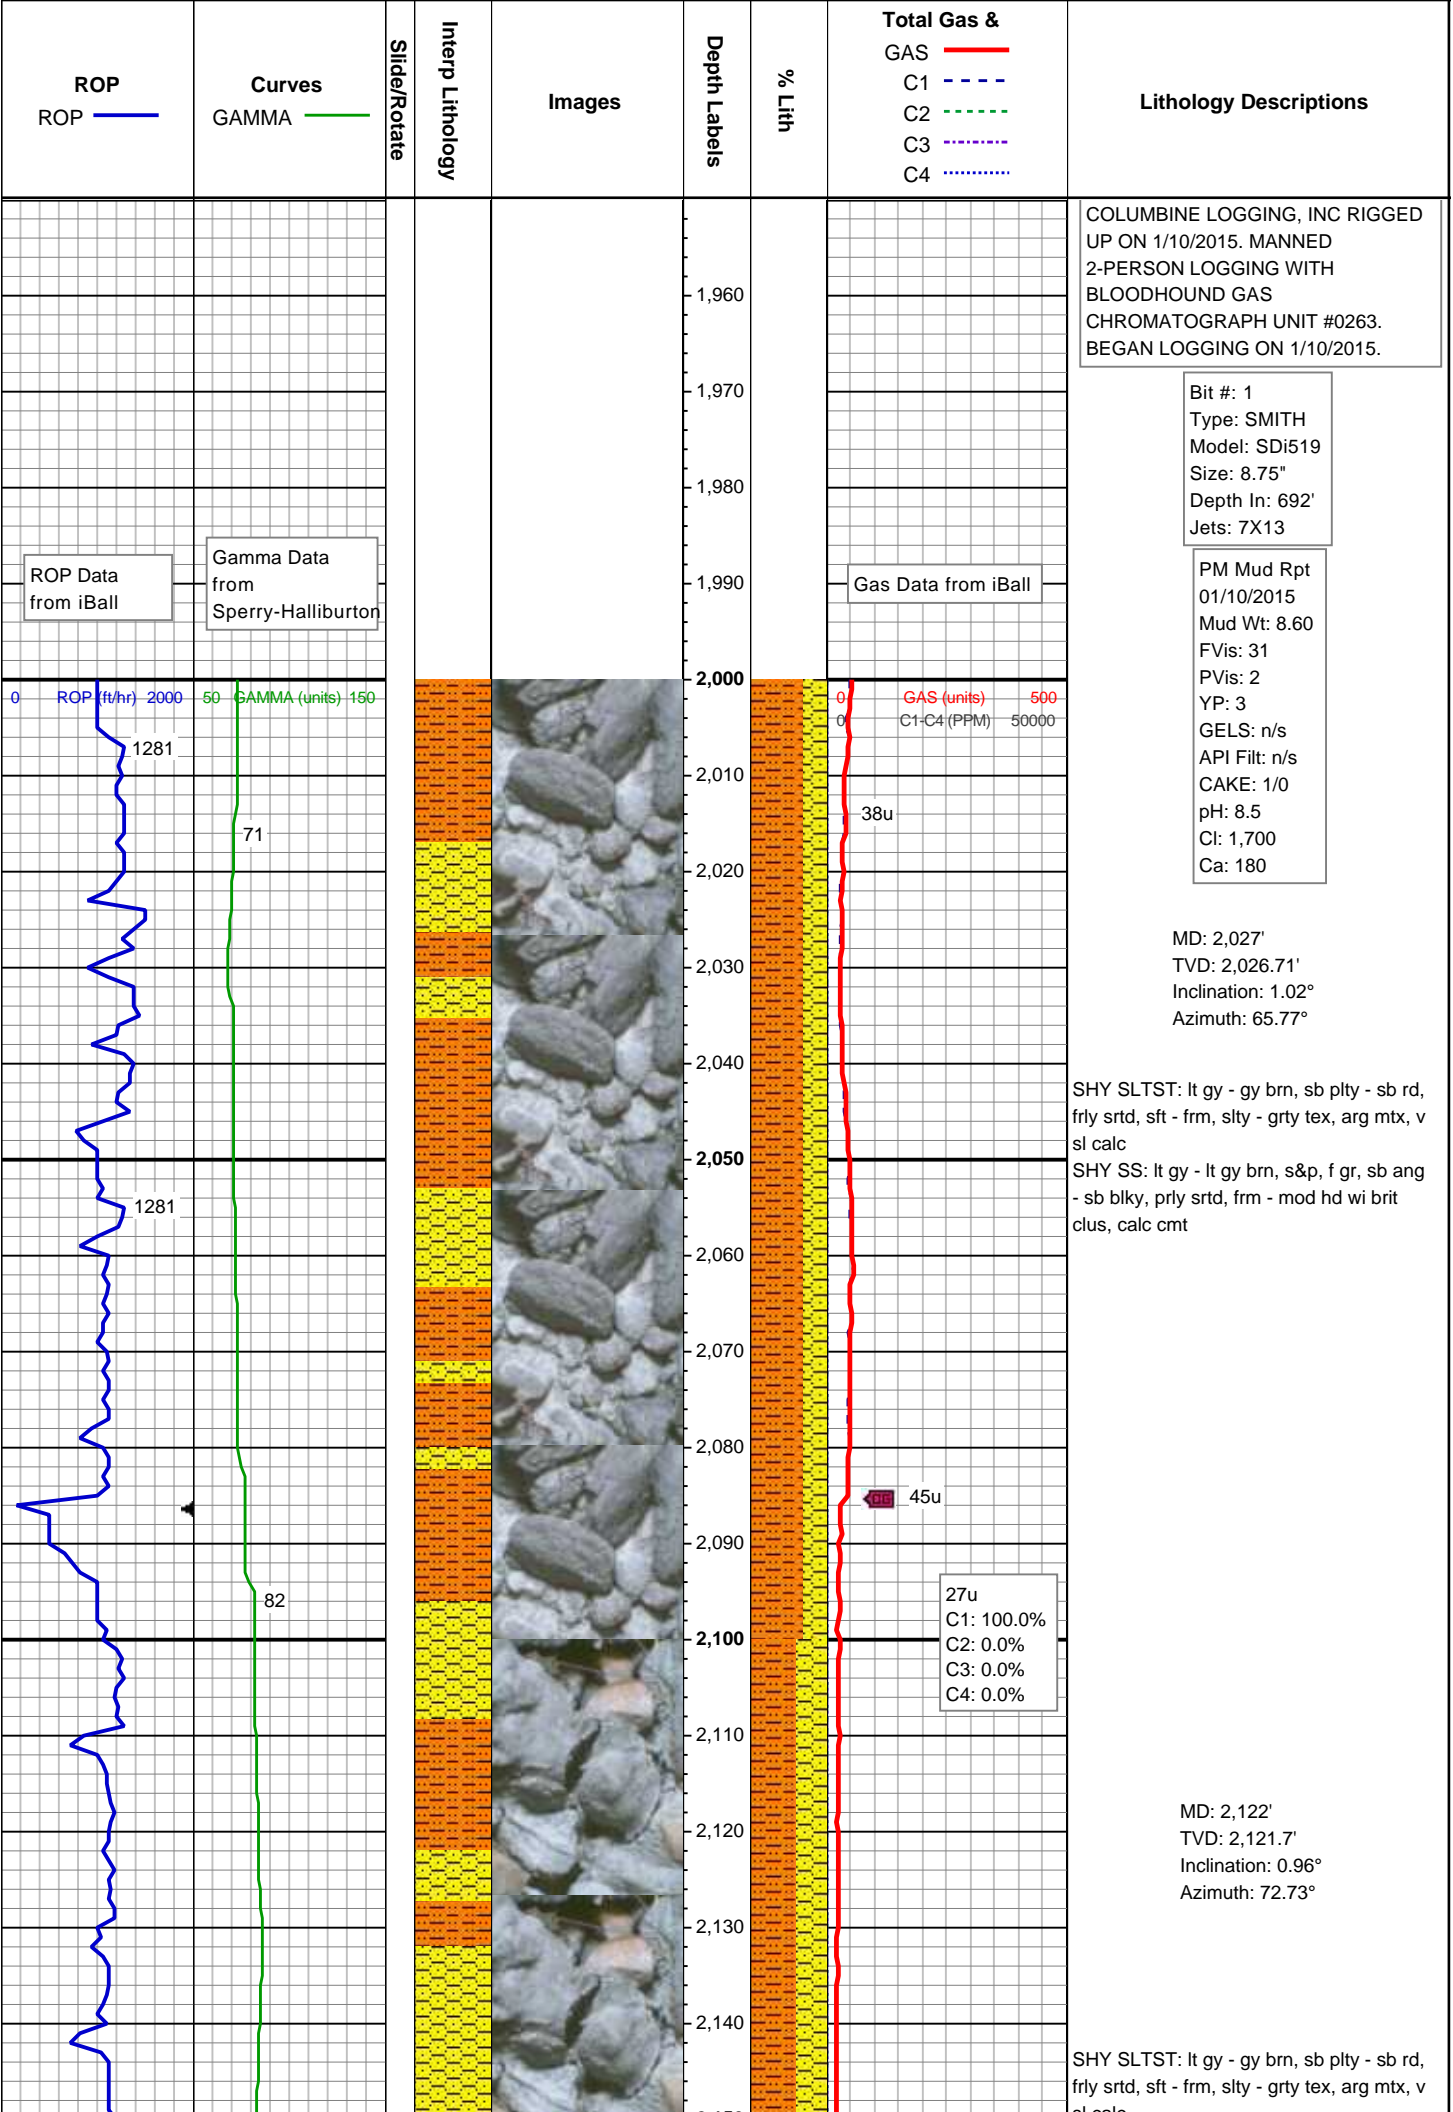 ROP
ROP
Curves
GAMMA
Slide/Rotate
Interp Lithology
Images
Depth Labels
% Lith
Total Gas &
GAS
C1
C2
C3
C4
Lithology Descriptions
COLUMBINE LOGGING, INC RIGGED
UP ON 1/10/2015. MANNED
2-PERSON LOGGING WITH
BLOODHOUND GAS
CHROMATOGRAPH UNIT #0263.
BEGAN LOGGING ON 1/10/2015.
1,960
1,970
Bit #: 1
Type: SMITH
Model: SDi519
Size: 8.75"
Depth In: 692'
Jets: 7X13
1,980
ROP Data
from iBall
Gamma Data
from
Sperry-Halliburton
1,990
Gas Data from iBall
PM Mud Rpt
01/10/2015
Mud Wt: 8.60
FVis: 31
PVis: 2
YP: 3
GELS: n/s
API Filt: n/s
CAKE: 1/0
pH: 8.5
Cl: 1,700
Ca: 180
0 ROP (ft/hr) 2000
50 GAMMA (units) 150
2,000
0 GAS (units) 500
0 C1-C4 (PPM) 50000
1281
2,010
38u
71
2,020
MD: 2,027'
TVD: 2,026.71'
Inclination: 1.02°
Azimuth: 65.77°
2,030
2,040
SHY SLTST: lt gy - gy brn, sb plty - sb rd,
frly srtd, sft - frm, slty - grty tex, arg mtx, v
sl calc
2,050
SHY SS: lt gy - lt gy brn, s&p, f gr, sb ang
- sb blky, prly srtd, frm - mod hd wi brit
clus, calc cmt
1281
2,060
2,070
2,080
OG 45u
2,090
82
27u
C1: 100.0%
C2: 0.0%
C3: 0.0%
C4: 0.0%
2,100
2,110
2,120
MD: 2,122'
TVD: 2,121.7'
Inclination: 0.96°
Azimuth: 72.73°
2,130
2,140
SHY SLTST: lt gy - gy brn, sb plty - sb rd,
frly srtd, sft - frm, slty - grty tex, arg mtx, v
sl calc